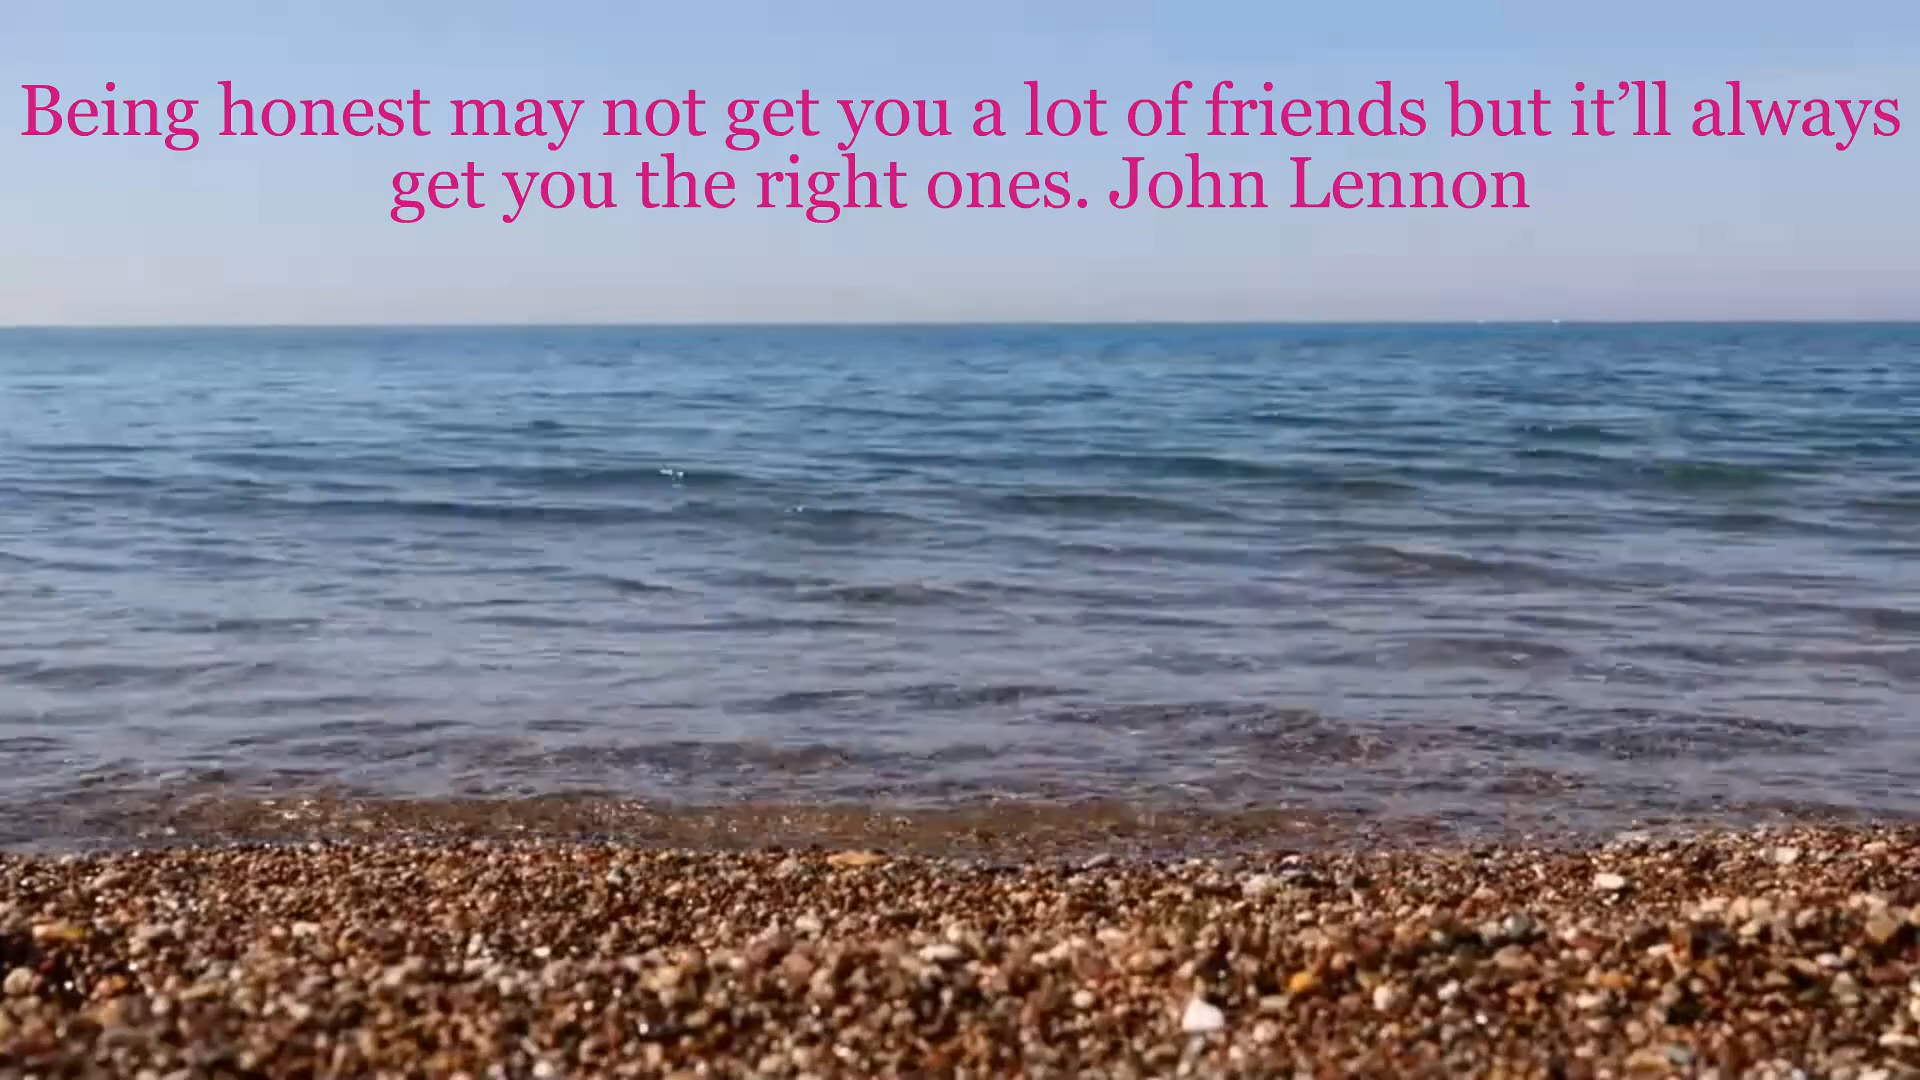 Being honest may not get you a lot of friends but it’ll always
get you the right ones. John Lennon